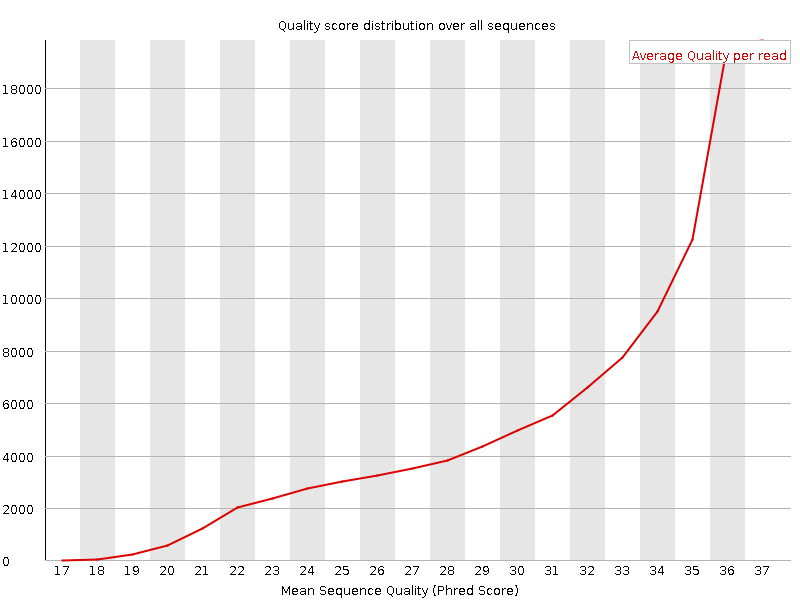 Quality score distribution over all sequences
Average Quality per read
18000
16000
14000
12000
10000
8000
6000
4000
2000
0
17 18 19 20 21 22 23 24 25 26 27 28 29 30 31 32 33 34 35 36 37
Mean Sequence Quality (Phred Score)